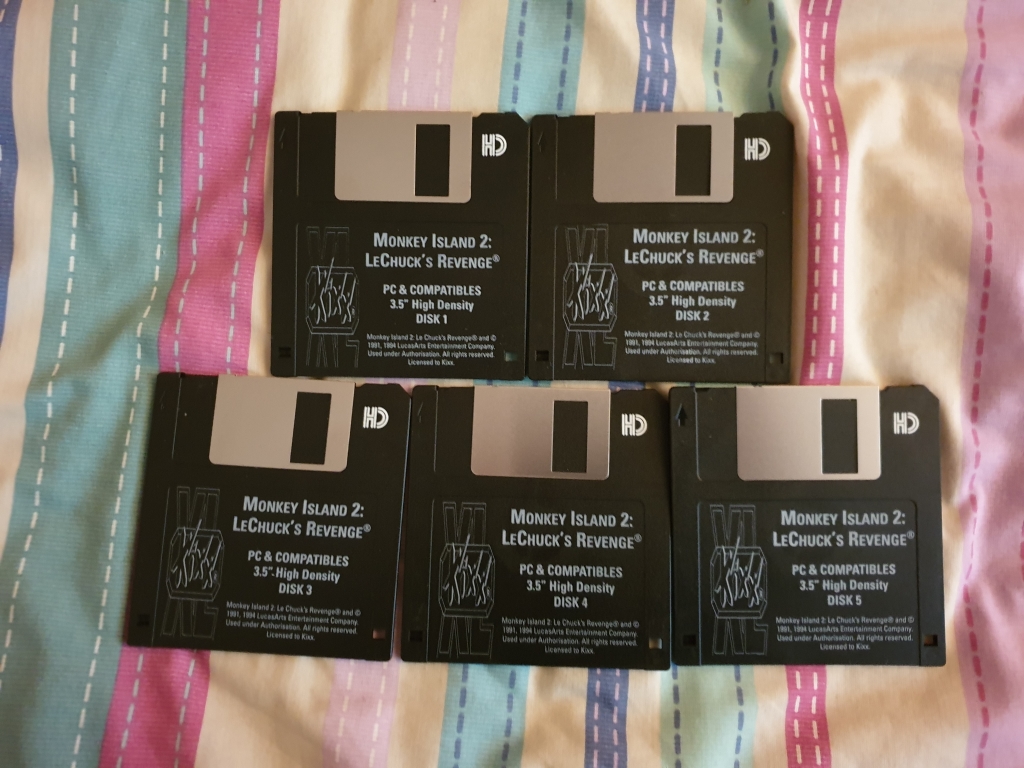 HD
MONKEY ISLAND 2:
LECHUCK'S REVENGE®
PC & COMPATIBLES
3.5" High Density
DISK 1
Monkey Island 2: Le Chuck's Revenge® and ©
1991, 1994 LucasArts Entertainment Company.
Used under Authorisation. All rights reserved.
Licensed to Kixx.
HD
MONKEY ISLAND 2:
LECHUCK'S REVENGE®
PC & COMPATIBLES
3.5" High Density
DISK 2
Monkey Island 2: Le Chuck's Revenge® and ©
1991, 1994 LucasArts Entertainment Company.
Used under Authorisation. All rights reserved.
Licensed to Kixx.
HD
MONKEY ISLAND 2:
LECHUCK'S REVENGE®
PC & COMPATIBLES
3.5" High Density
DISK 3
Monkey Island 2: Le Chuck's Revenge® and ©
1991, 1994 LucasArts Entertainment Company.
Used under Authorisation. All rights reserved.
Licensed to Kixx.
HD
MONKEY ISLAND 2:
LECHUCK'S REVENGE®
PC & COMPATIBLES
3.5" High Density
DISK 4
Monkey Island 2: Le Chuck's Revenge® and ©
1991, 1994 LucasArts Entertainment Company.
Used under Authorisation. All rights reserved.
Licensed to Kixx.
HD
MONKEY ISLAND 2:
LECHUCK'S REVENGE®
PC & COMPATIBLES
3.5" High Density
DISK 5
Monkey Island 2: Le Chuck's Revenge® and ©
1991, 1994 LucasArts Entertainment Company.
Used under Authorisation. All rights reserved.
Licensed to Kixx.